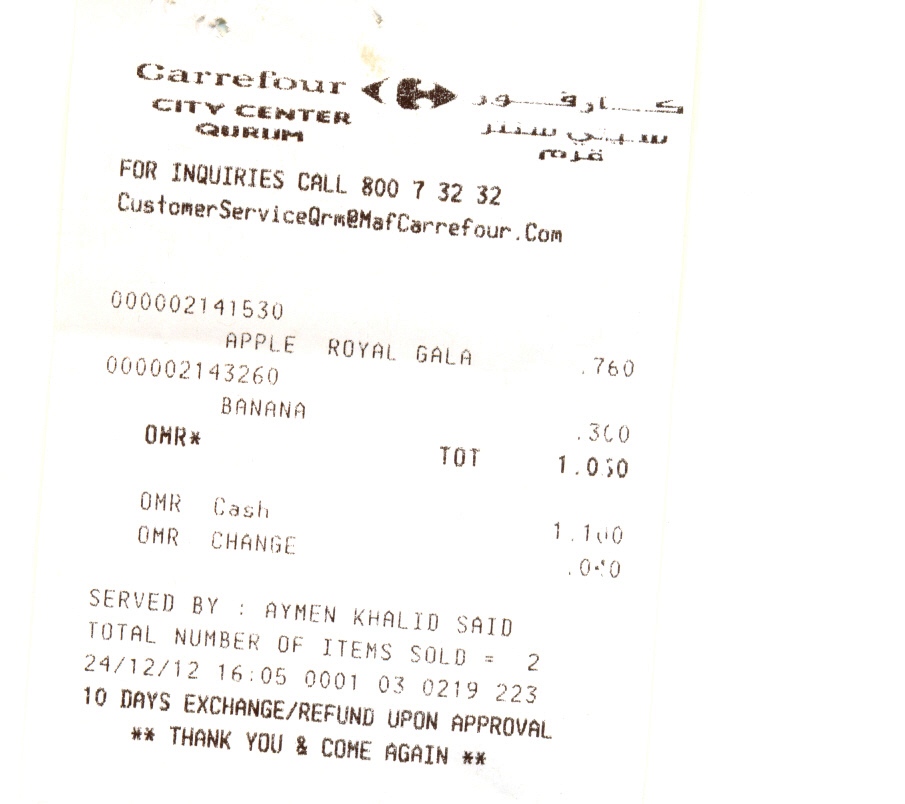 Carrefour كارفور
CITY CENTER سيتي سنتر
QURUM قرم
FOR INQUIRIES CALL 800 7 32 32
CustomerServiceQrm@MafCarrefour.Com
000002141530
APPLE ROYAL GALA .760
000002143260
BANANA .300
OMR* TOT 1.060
OMR Cash 1.100
OMR CHANGE .040
SERVED BY : AYMEN KHALID SAID
TOTAL NUMBER OF ITEMS SOLD = 2
24/12/12 16:05 0001 03 0219 223
10 DAYS EXCHANGE/REFUND UPON APPROVAL
** THANK YOU & COME AGAIN **